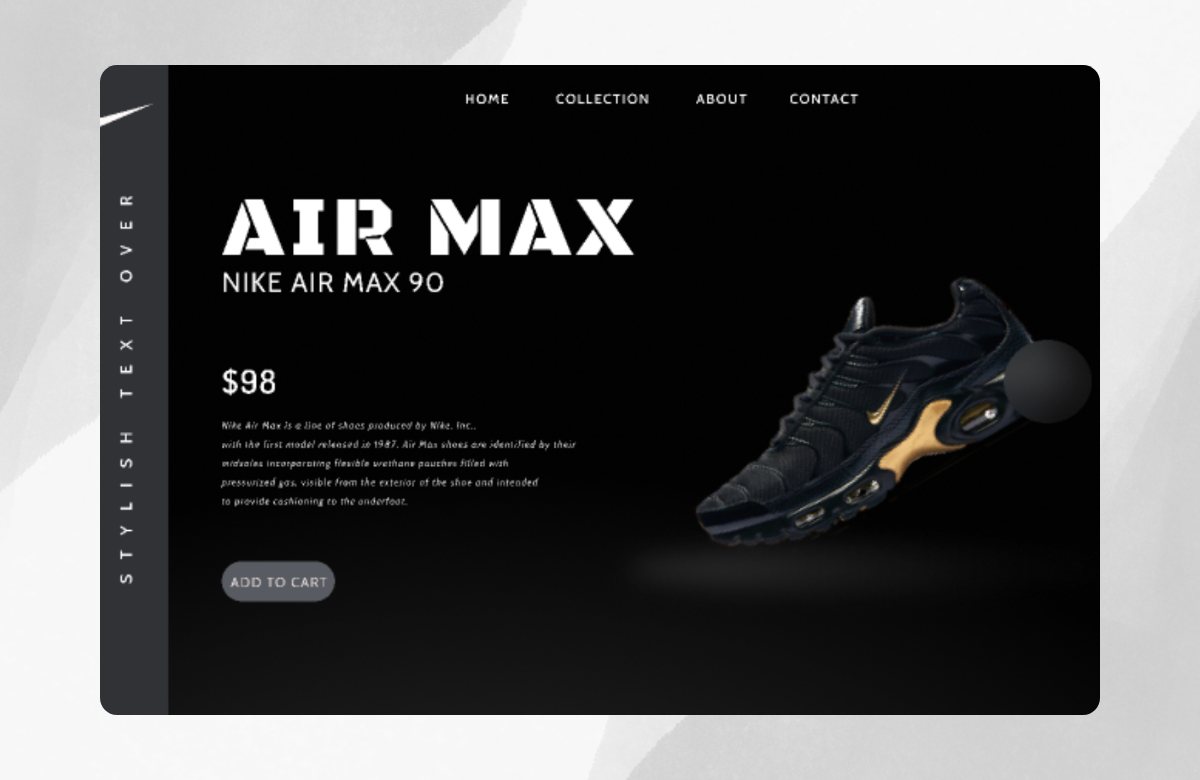 HOME COLLECTION ABOUT CONTACT
STYLISH TEXT OVER
AIR MAX
NIKE AIR MAX 90
$98
Nike Air Max is a line of shoes produced by Nike, Inc.,
with the first model released in 1987. Air Max shoes are identified by their
midsoles incorporating flexible urethane pouches filled with
pressurized gas, visible from the exterior of the shoe and intended
to provide cushioning to the underfoot.
ADD TO CART